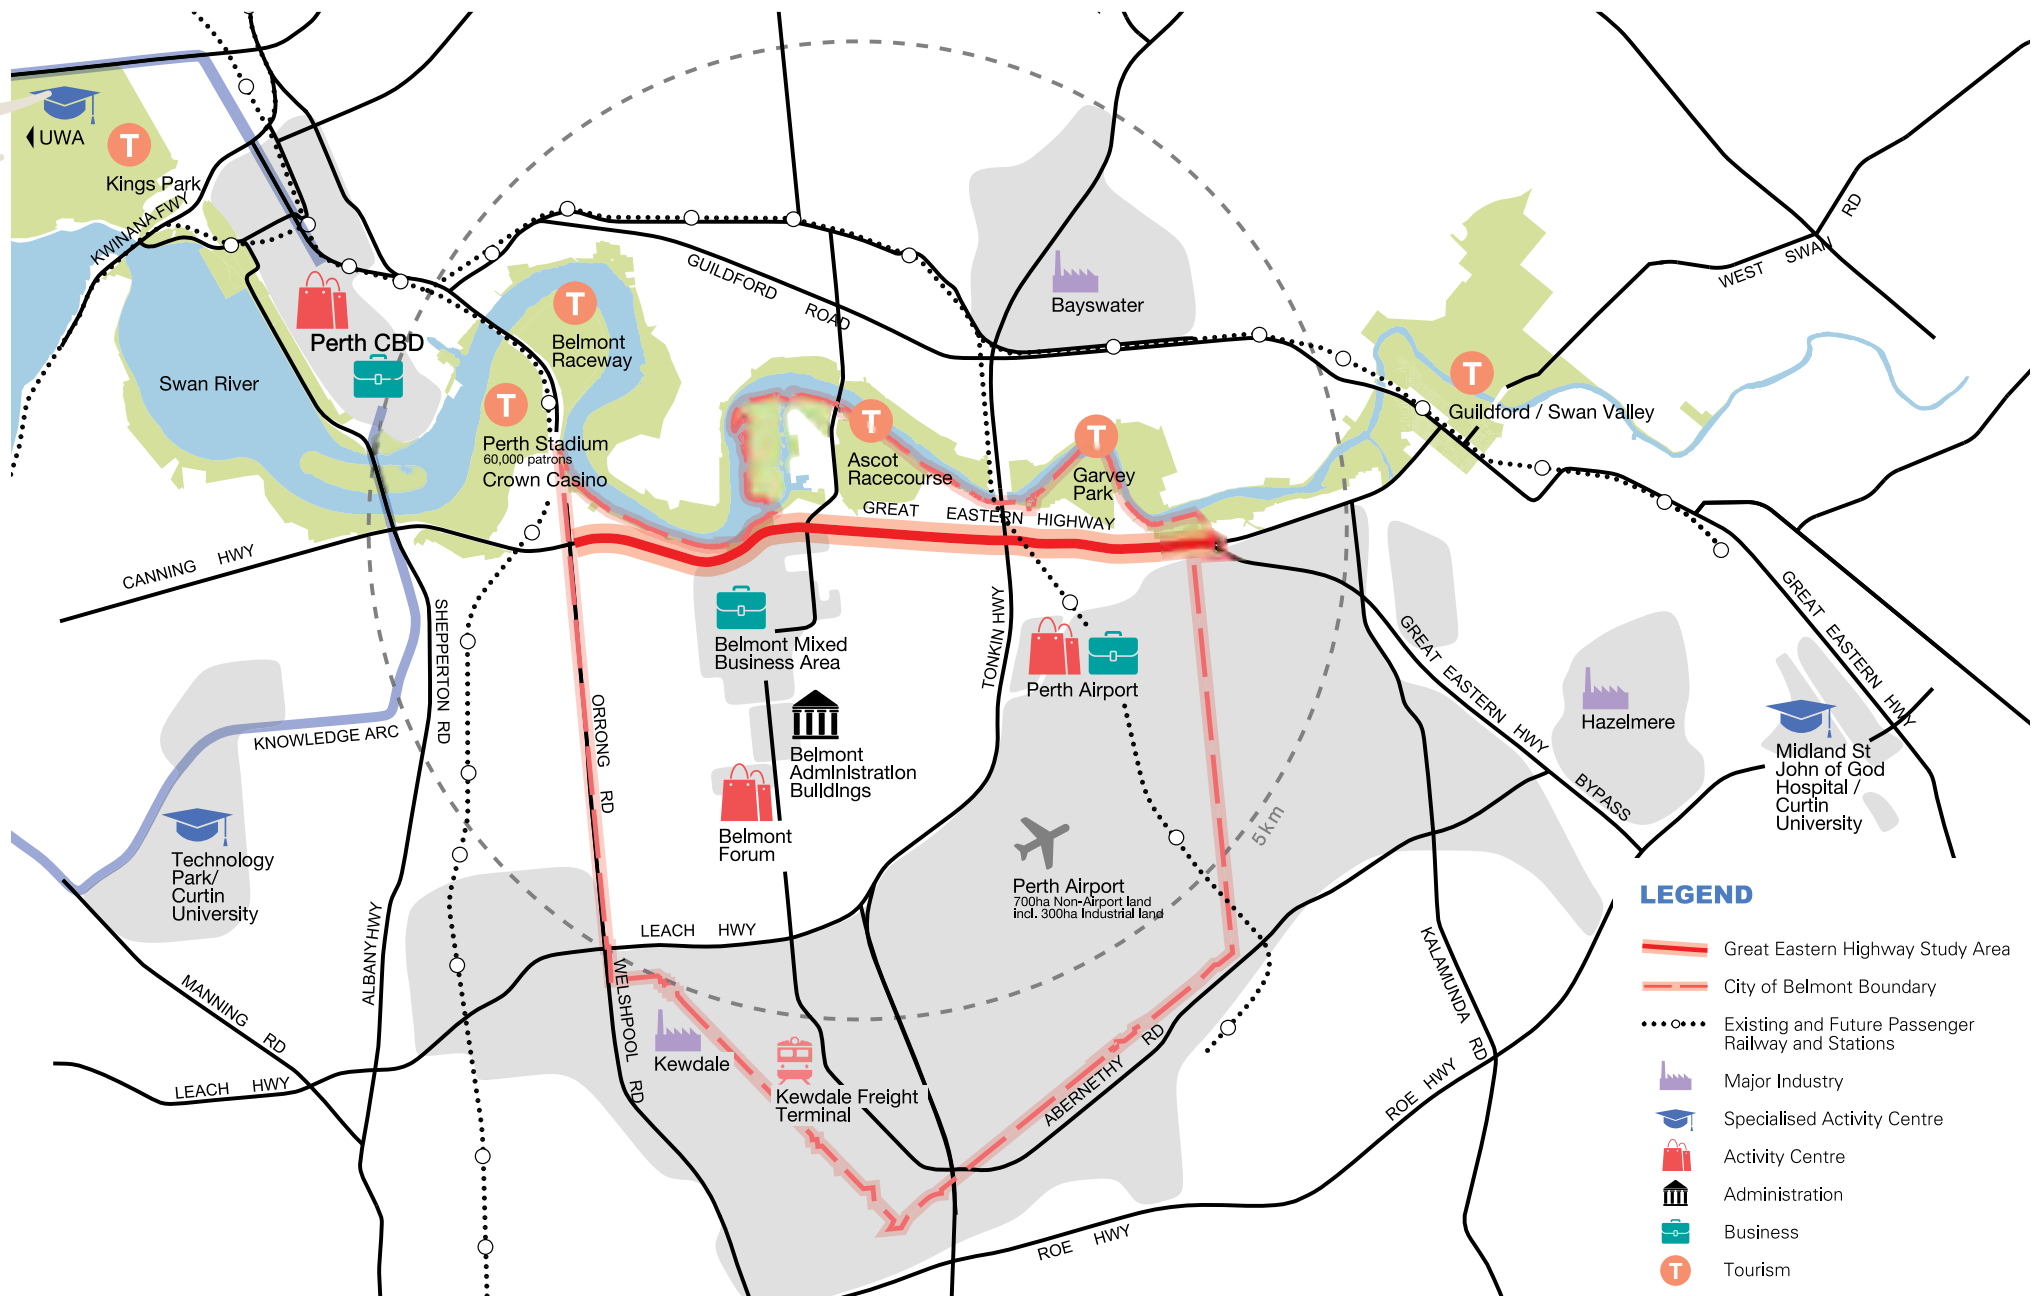 UWA
Kings Park
KWINANA FWY
Swan River
Perth CBD
Belmont
Raceway
Perth Stadium
60,000 patrons
Crown Casino
GUILDFORD ROAD
Bayswater
WEST SWAN RD
Guildford / Swan Valley
Ascot
Racecourse
Garvey
Park
GREAT EASTERN HIGHWAY
CANNING HWY
SHEPPERTON RD
KNOWLEDGE ARC
Technology
Park/
Curtin
University
ORRONG RD
Belmont Mixed
Business Area
Belmont
Administration
Buildings
Belmont
Forum
TONKIN HWY
Perth Airport
Perth Airport
700ha Non-Airport land
incl. 300ha Industrial land
5km
GREAT EASTERN HWY BYPASS
GREAT EASTERN HWY
Hazelmere
Midland St
John of God
Hospital /
Curtin
University
LEACH HWY
WELSHPOOL RD
ALBANY HWY
MANNING RD
LEACH HWY
Kewdale
Kewdale Freight
Terminal
ABERNETHY RD
KALAMUNDA RD
ROE HWY
ROE HWY
LEGEND
Great Eastern Highway Study Area
City of Belmont Boundary
Existing and Future Passenger
Railway and Stations
Major Industry
Specialised Activity Centre
Activity Centre
Administration
Business
T Tourism
T
T
T
T
T
T